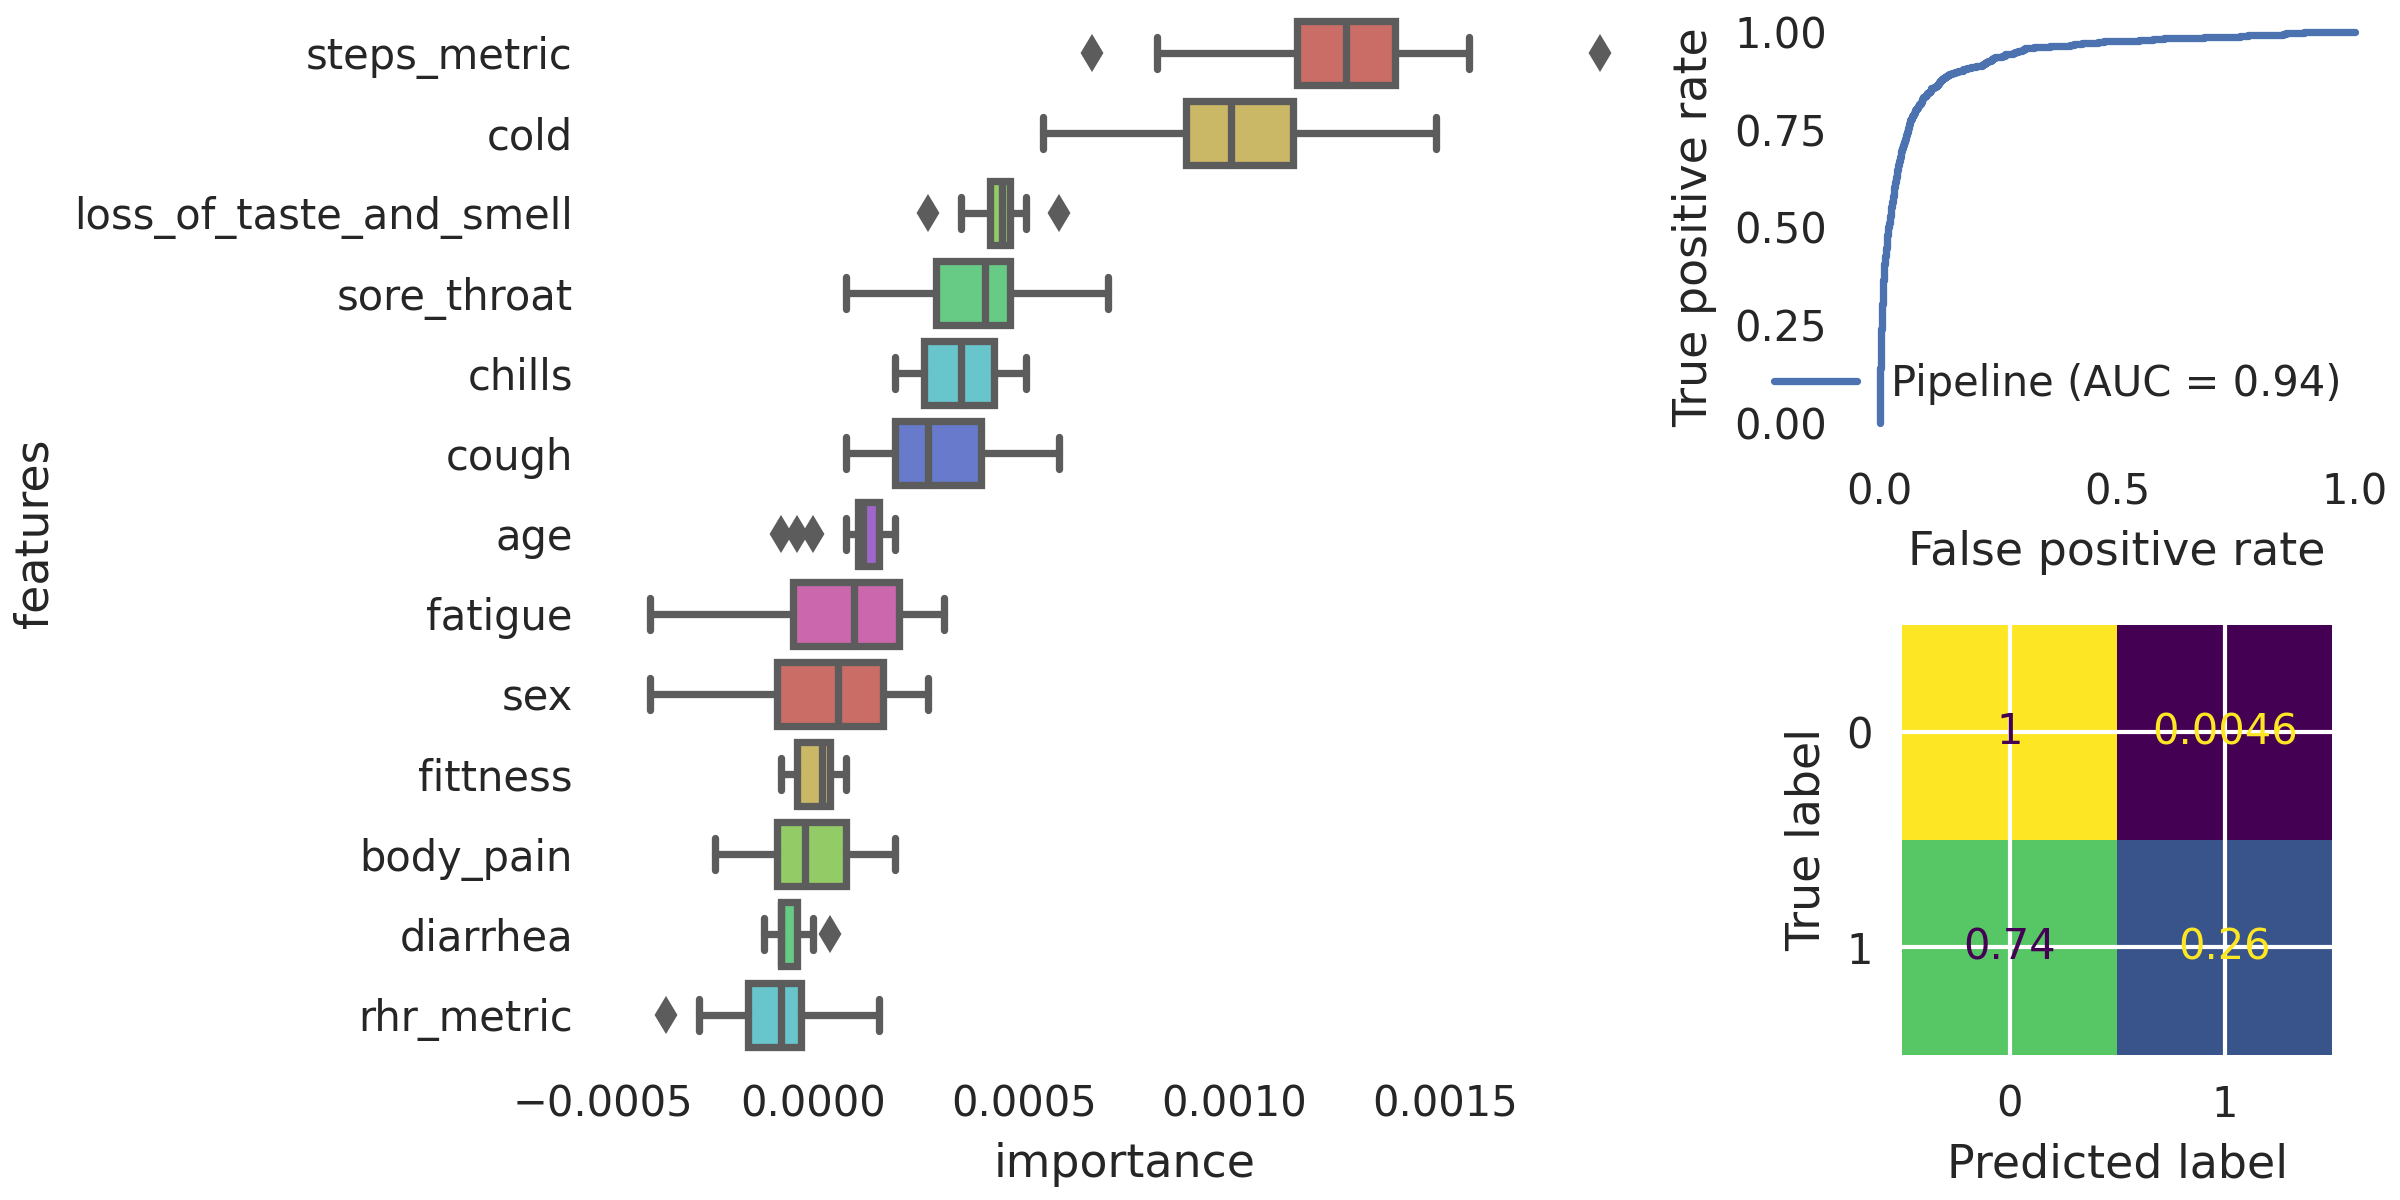 features
steps_metric
cold
loss_of_taste_and_smell
sore_throat
chills
cough
age
fatigue
sex
fittness
body_pain
diarrhea
rhr_metric
−0.0005 0.0000 0.0005 0.0010 0.0015
importance
True positive rate
1.00
0.75
0.50
0.25
0.00
Pipeline (AUC = 0.94)
0.0 0.5 1.0
False positive rate
True label
0 1 0.0046
1 0.74 0.26
0 1
Predicted label